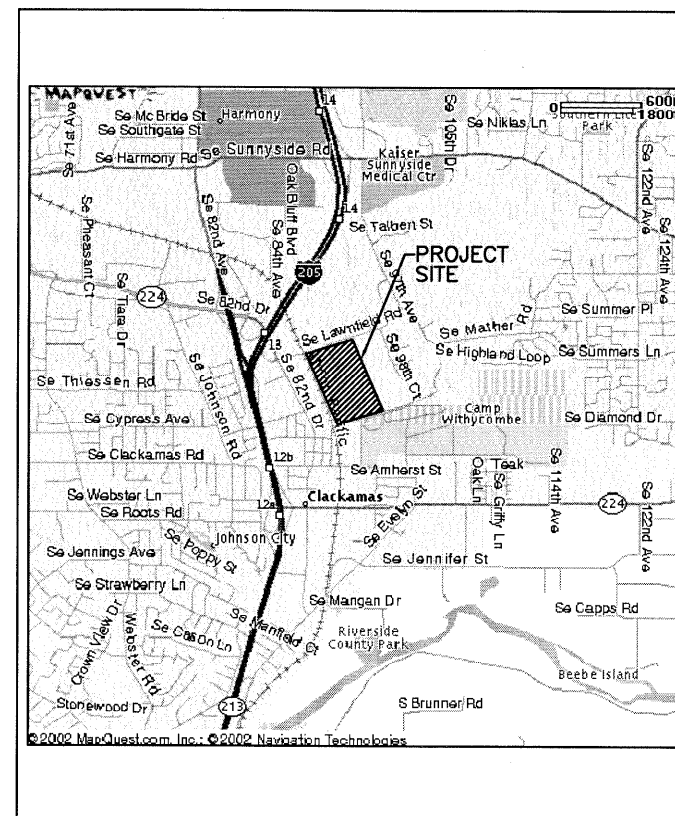 MAPQUEST
14
600
0
1800
Se McBride St
Harmony
Se Southgate St
Se 71st Ave
Se Harmony Rd
Se Sunnyside Rd
Kaiser
Sunnyside
Medical Ctr
Se 105th Dr
Se Niklas Ln
Park
Se 122nd Ave
Se 124th Ave
Oak Bluff Blvd
14
Se Talbert St
Se 82nd Ave
Se 84th Ave
Se Pheasant Ct
PROJECT
SITE
205
Se 97th Ave
224
Se Tiara Dr
Se 82nd Dr
13
Se Lawnfield Rd
Se Mather Rd
Se Summer Pl
Se Highland Loop
Se Summers Ln
Se 98th Ct
Se Thiessen Rd
Se Johnson Rd
Se 82nd Dr
Camp
Withycombe
Se Cypress Ave
Se Diamond Dr
Se Clackamas Rd
12b
Se Amherst St
Teak
Oak Ln
Se Griffy Ln
Se 114th Ave
Se Webster Ln
12a
Clackamas
224
Se 122nd Ave
Se Roots Rd
Johnson City
Se Evelyn St
Se Jennings Ave
Se Poppy St
Se Jennifer St
Se Strawberry Ln
Se Mangan Dr
Se Capps Rd
Crown View Dr
Webster Rd
Se Cason Ln
Se Manfield Ct
Riverside
County Park
Beebe Island
Stonewood Dr
213
S Brunner Rd
©2002 MapQuest.com, Inc.; ©2002 Navigation Technologies